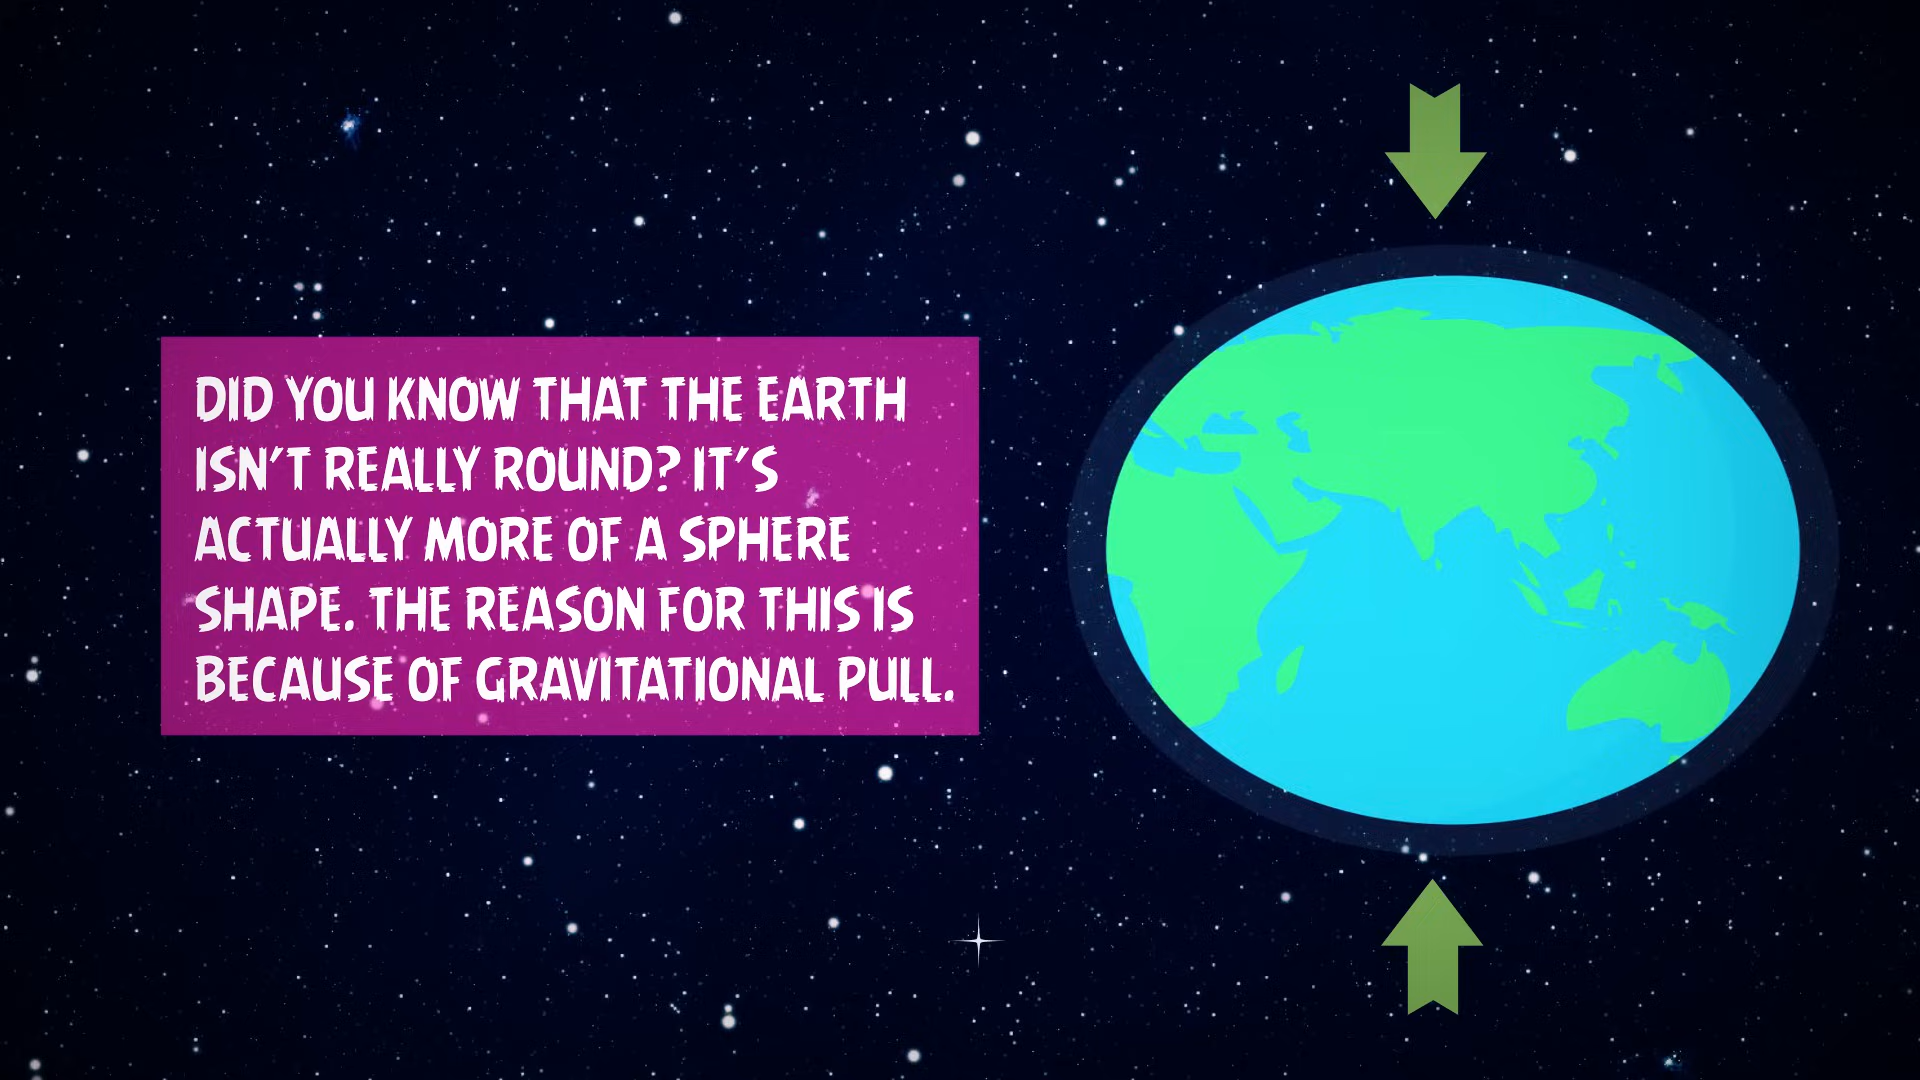 DID YOU KNOW THAT THE EARTH
ISN'T REALLY ROUND? IT'S
ACTUALLY MORE OF A SPHERE
SHAPE. THE REASON FOR THIS IS
BECAUSE OF GRAVITATIONAL PULL.